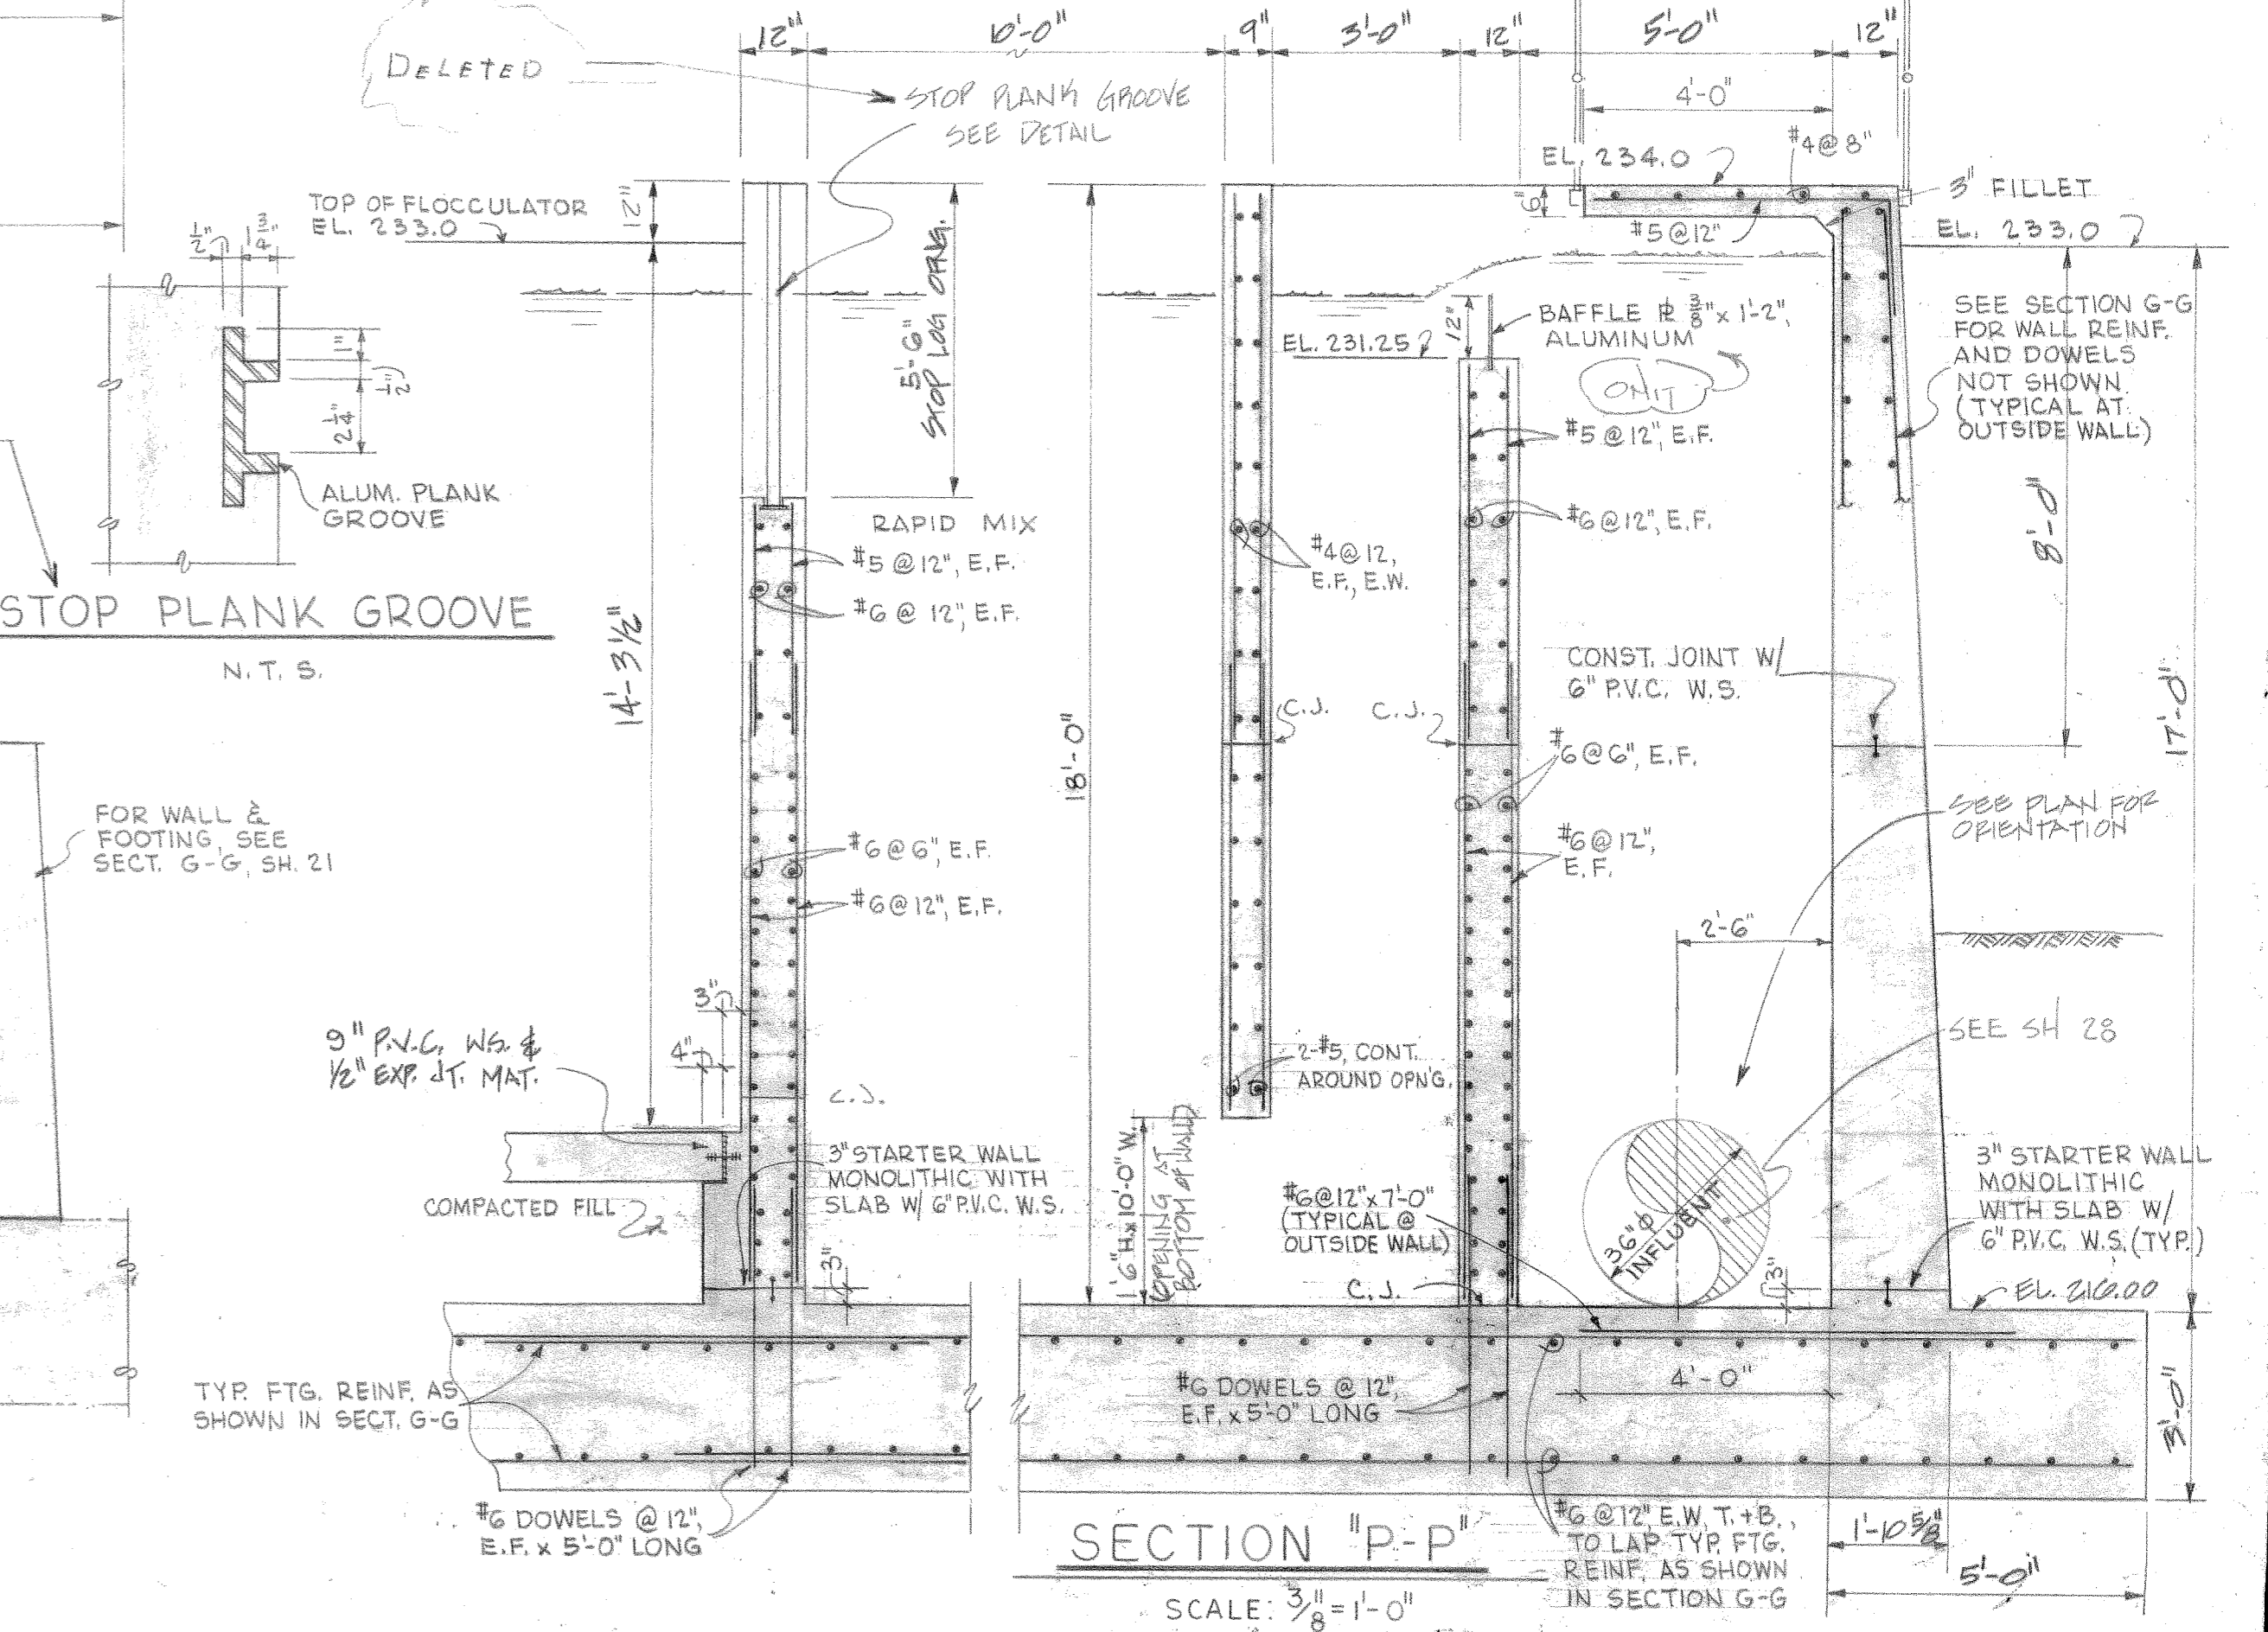 12"
10'-0"
9"
3'-0"
12"
5'-0"
12"
DELETED
STOP PLANK GROOVE
SEE DETAIL
4'-0"
#4@8"
EL. 234.0
3" FILLET
TOP OF FLOCCULATOR
EL. 233.0
12"
6"
#5@12"
EL. 233.0
1/2"
1 3/4"
1"
1/2"
2 1/4"
ALUM. PLANK
GROOVE
STOP PLANK GROOVE
N.T.S.
5'-6"
STOP LOG OPNG.
EL. 231.25
12"
BAFFLE PL 3/8" x 1'-2",
ALUMINUM
OMIT
SEE SECTION G-G
FOR WALL REINF.
AND DOWELS
NOT SHOWN.
(TYPICAL AT
OUTSIDE WALL)
#5@12", E.F.
#6@12", E.F.
RAPID MIX
#5@12", E.F.
#6 @ 12", E.F.
#4@12,
E.F., E.W.
8'-0"
14'-3 1/2"
18'-0"
17'-0"
CONST. JOINT W/
6" P.V.C. W.S.
C.J.
C.J.
#6@6", E.F.
#6@12",
E.F.
SEE PLAN FOR
ORIENTATION
FOR WALL &
FOOTING, SEE
SECT. G-G, SH. 21
#6@6", E.F.
#6@12", E.F.
2'-6"
3"
4"
9" P.V.C. W.S. &
1/2" EXP. JT. MAT.
C.J.
2-#5, CONT.
AROUND OPN'G.
SEE SH 28
COMPACTED FILL
3" STARTER WALL
MONOLITHIC WITH
SLAB W/ 6" P.V.C. W.S.
3"
1'6"H. x 10'-0" W.
OPENING AT
BOTTOM OF WALL)
#6@12"x 7'-0"
(TYPICAL @
OUTSIDE WALL)
C.J.
36"φ
INFLUENT
3"
3" STARTER WALL
MONOLITHIC
WITH SLAB W/
6" P.V.C. W.S. (TYP.)
EL. 216.00
TYP. FTG. REINF. AS
SHOWN IN SECT. G-G
#6 DOWELS @ 12",
E.F. x 5'-0" LONG
4'-0"
3'-0"
#6 DOWELS @ 12",
E.F. x 5'-0" LONG
#6 @12", E.W., T.+B.,
TO LAP TYP. FTG.
REINF. AS SHOWN
IN SECTION G-G
1'-10 5/8"
5'-0"
SECTION "P-P"
SCALE: 3/8" = 1'-0"